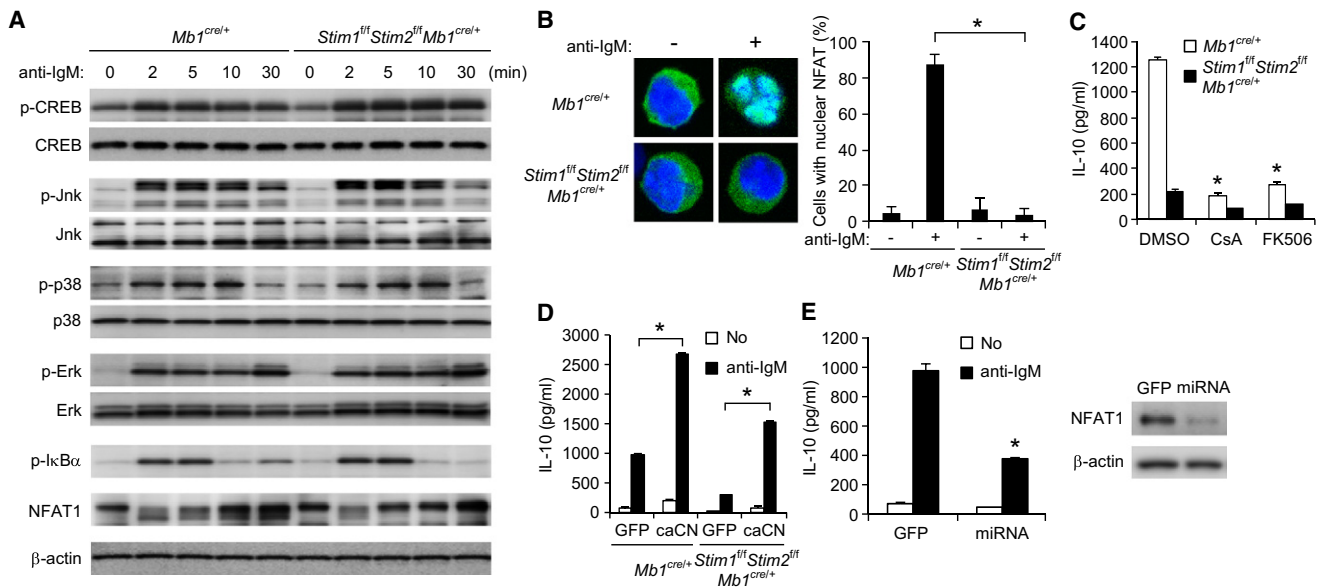 A
Mb1cre/+ Stim1f/fStim2f/fMb1cre/+
anti-IgM: 0 2 5 10 30 0 2 5 10 30 (min)
p-CREB
CREB
p-Jnk
Jnk
p-p38
p38
p-Erk
Erk
p-IκBα
NFAT1
β-actin
B
anti-IgM: - +
Mb1cre/+
Stim1f/fStim2f/f
Mb1cre/+
Cells with nuclear NFAT (%)
100
80
60
40
20
0
*
anti-IgM: - + - +
Mb1cre/+ Stim1f/fStim2f/f
Mb1cre/+
C
IL-10 (pg/ml)
1400
1200
1000
800
600
400
200
0
Mb1cre/+
Stim1f/fStim2f/f
Mb1cre/+
* *
DMSO CsA FK506
D
IL-10 (pg/ml)
3000
2500
2000
1500
1000
500
0
No
anti-IgM
* *
GFP caCN GFP caCN
Mb1cre/+ Stim1f/fStim2f/f
Mb1cre/+
E
IL-10 (pg/ml)
1200
1000
800
600
400
200
0
No
anti-IgM
*
GFP miRNA
GFP miRNA
NFAT1
β-actin